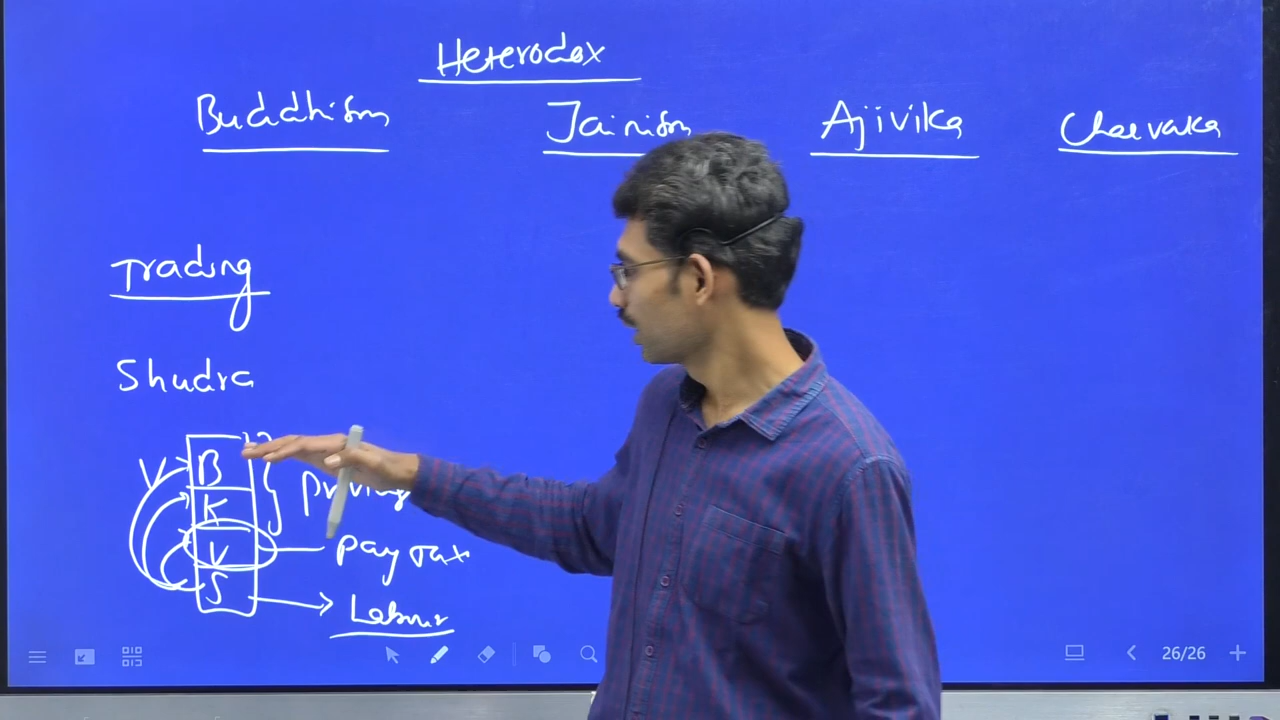 Heterodox
Buddhism Jainism Ajivika Charvaka
Trading
Shudra
V B
K
V pay tax
S Labour
26/26